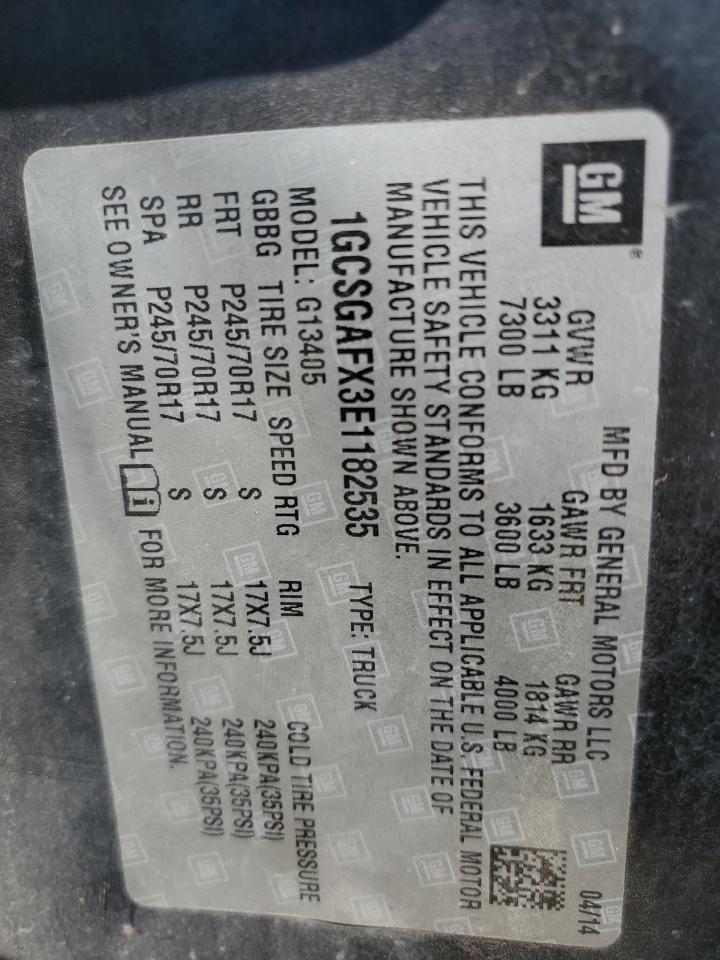 GM®
MFD BY GENERAL MOTORS LLC 04/14
GVWR GAWR FRT GAWR RR
3311 KG 1633 KG 1814 KG
7300 LB 3600 LB 4000 LB
THIS VEHICLE CONFORMS TO ALL APPLICABLE U.S. FEDERAL MOTOR
VEHICLE SAFETY STANDARDS IN EFFECT ON THE DATE OF
MANUFACTURE SHOWN ABOVE.
1GCSGAFX3E1182535 TYPE: TRUCK
MODEL: G13405
GBBG TIRE SIZE SPEED RTG RIM COLD TIRE PRESSURE
FRT P245/70R17 S 17X7.5J 240KPA(35PSI)
RR P245/70R17 S 17X7.5J 240KPA(35PSI)
SPA P245/70R17 S 17X7.5J 240KPA(35PSI)
SEE OWNER'S MANUAL i FOR MORE INFORMATION.